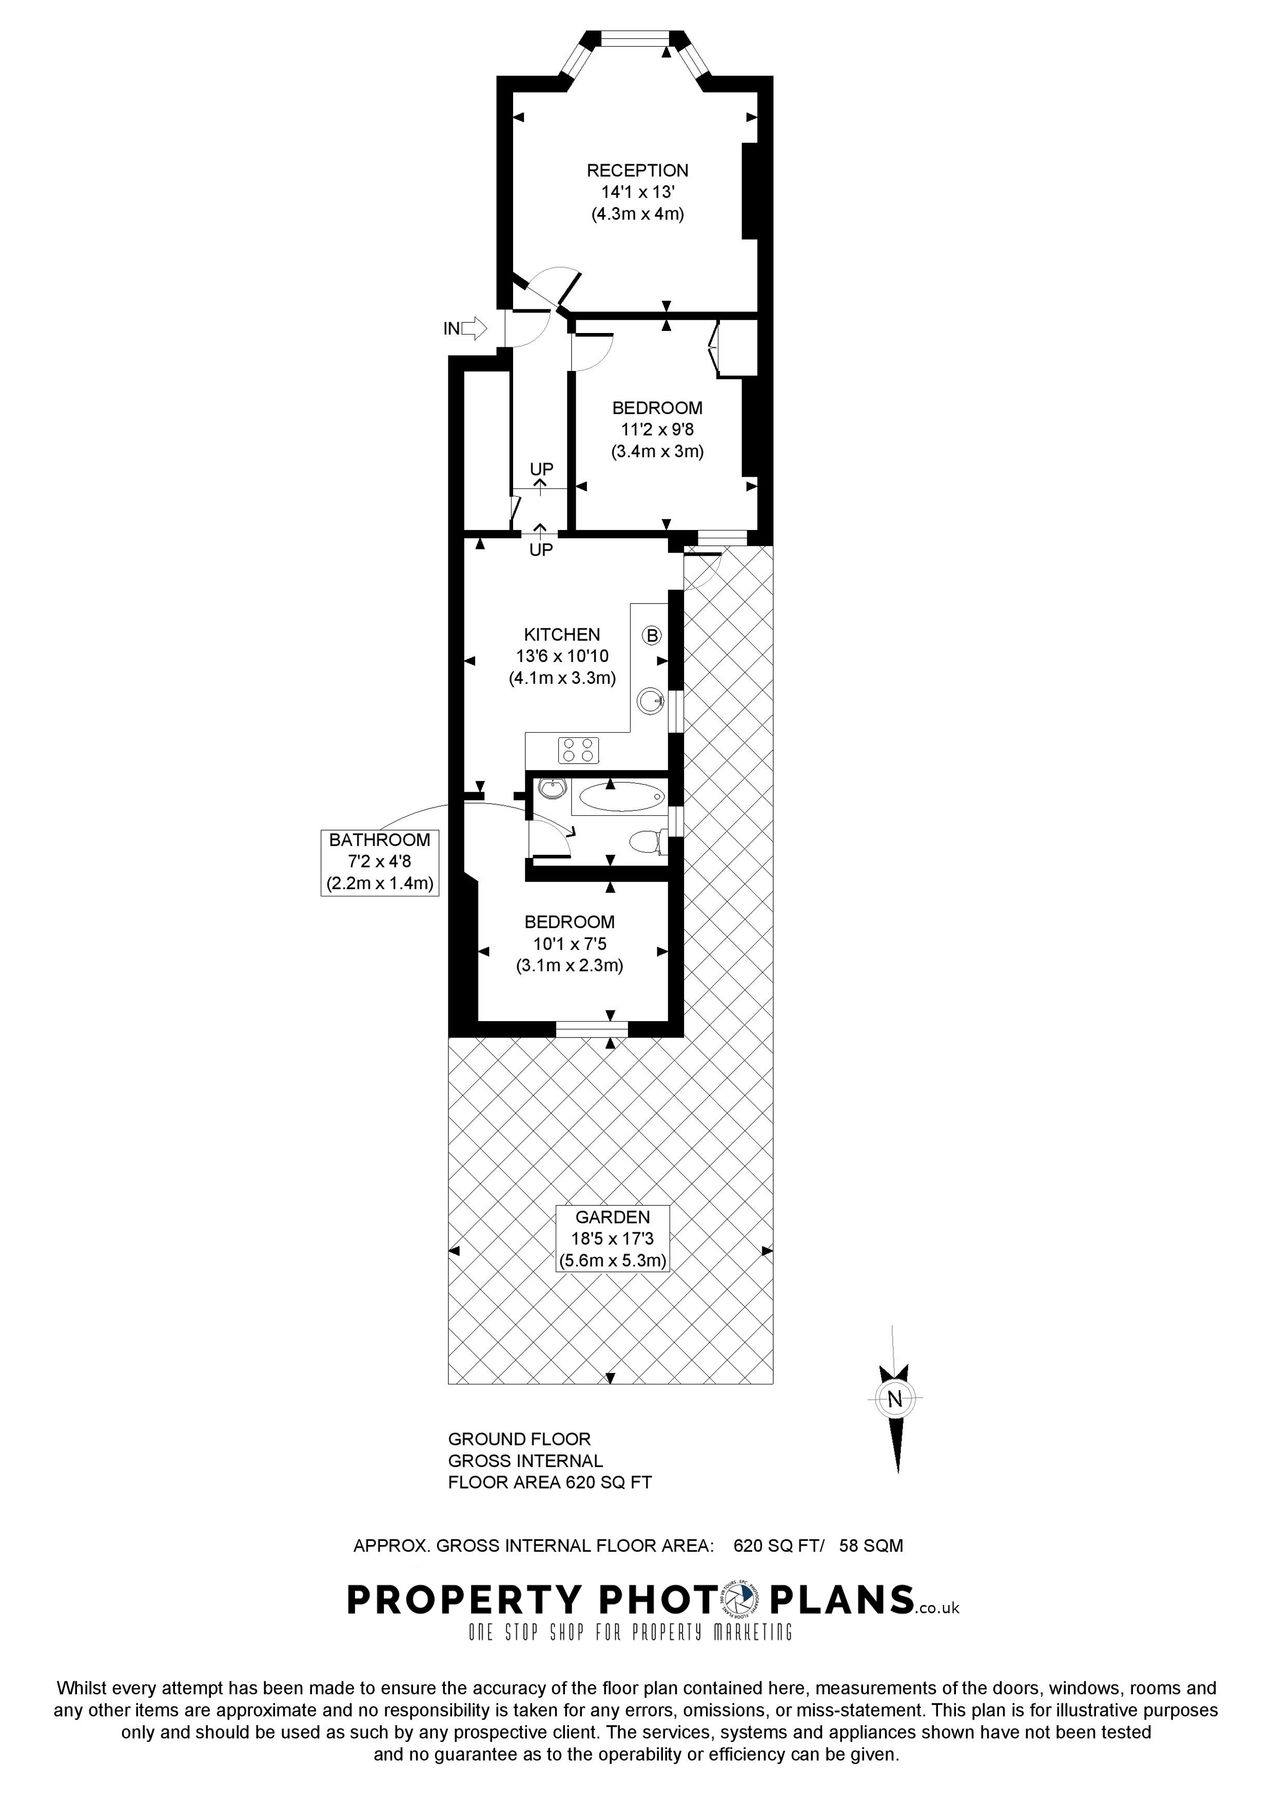 RECEPTION
14'1 x 13'
(4.3m x 4m)
IN
BEDROOM
11'2 x 9'8
(3.4m x 3m)
UP
UP
KITCHEN
13'6 x 10'10
(4.1m x 3.3m)
B
BATHROOM
7'2 x 4'8
(2.2m x 1.4m)
BEDROOM
10'1 x 7'5
(3.1m x 2.3m)
GARDEN
18'5 x 17'3
(5.6m x 5.3m)
N
GROUND FLOOR
GROSS INTERNAL
FLOOR AREA 620 SQ FT
APPROX. GROSS INTERNAL FLOOR AREA: 620 SQ FT/ 58 SQM
PROPERTY PHOTO PLANS.co.uk
ONE STOP SHOP FOR PROPERTY MARKETING
Whilst every attempt has been made to ensure the accuracy of the floor plan contained here, measurements of the doors, windows, rooms and
any other items are approximate and no responsibility is taken for any errors, omissions, or miss-statement. This plan is for illustrative purposes
only and should be used as such by any prospective client. The services, systems and appliances shown have not been tested
and no guarantee as to the operability or efficiency can be given.